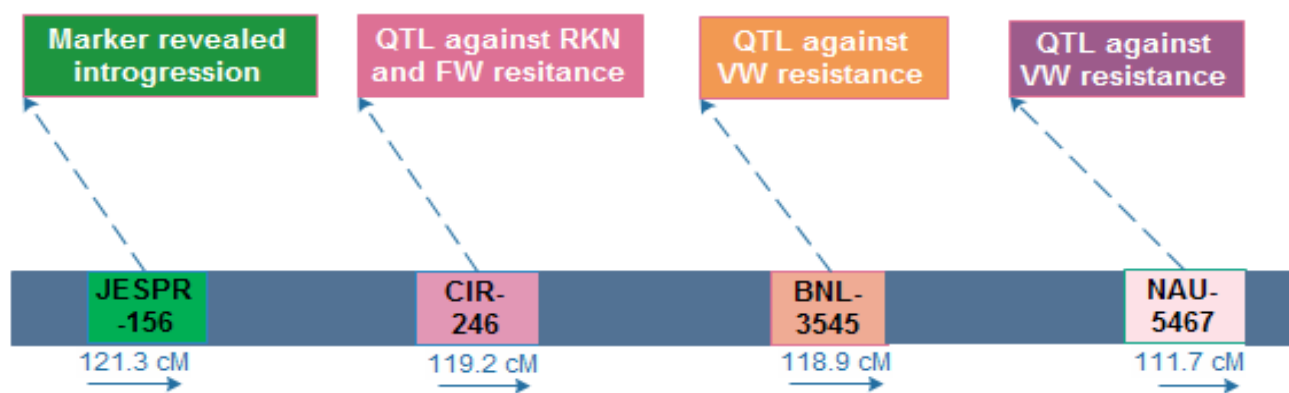 Marker revealed
introgression
QTL against RKN
and FW resitance
QTL against
VW resistance
QTL against
VW resistance
JESPR
-156
CIR-
246
BNL-
3545
NAU-
5467
121.3 cM
119.2 cM
118.9 cM
111.7 cM